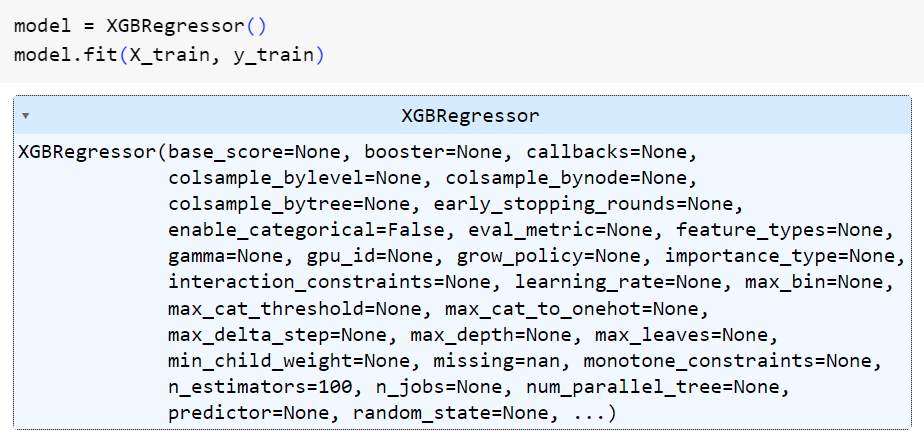 model = XGBRegressor()
model.fit(X_train, y_train)
XGBRegressor
XGBRegressor(base_score=None, booster=None, callbacks=None,
colsample_bylevel=None, colsample_bynode=None,
colsample_bytree=None, early_stopping_rounds=None,
enable_categorical=False, eval_metric=None, feature_types=None,
gamma=None, gpu_id=None, grow_policy=None, importance_type=None,
interaction_constraints=None, learning_rate=None, max_bin=None,
max_cat_threshold=None, max_cat_to_onehot=None,
max_delta_step=None, max_depth=None, max_leaves=None,
min_child_weight=None, missing=nan, monotone_constraints=None,
n_estimators=100, n_jobs=None, num_parallel_tree=None,
predictor=None, random_state=None, ...)